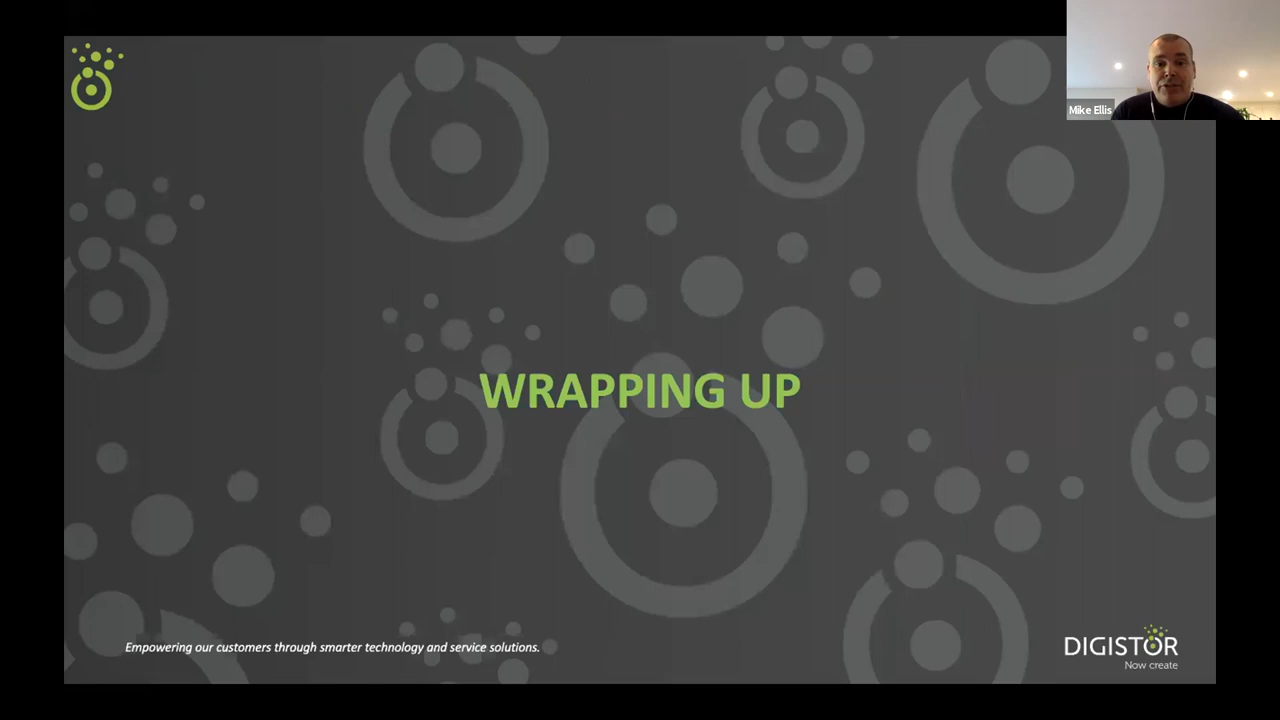 Mike Ellis
WRAPPING UP
Empowering our customers through smarter technology and service solutions.
DIGISTOR
Now create